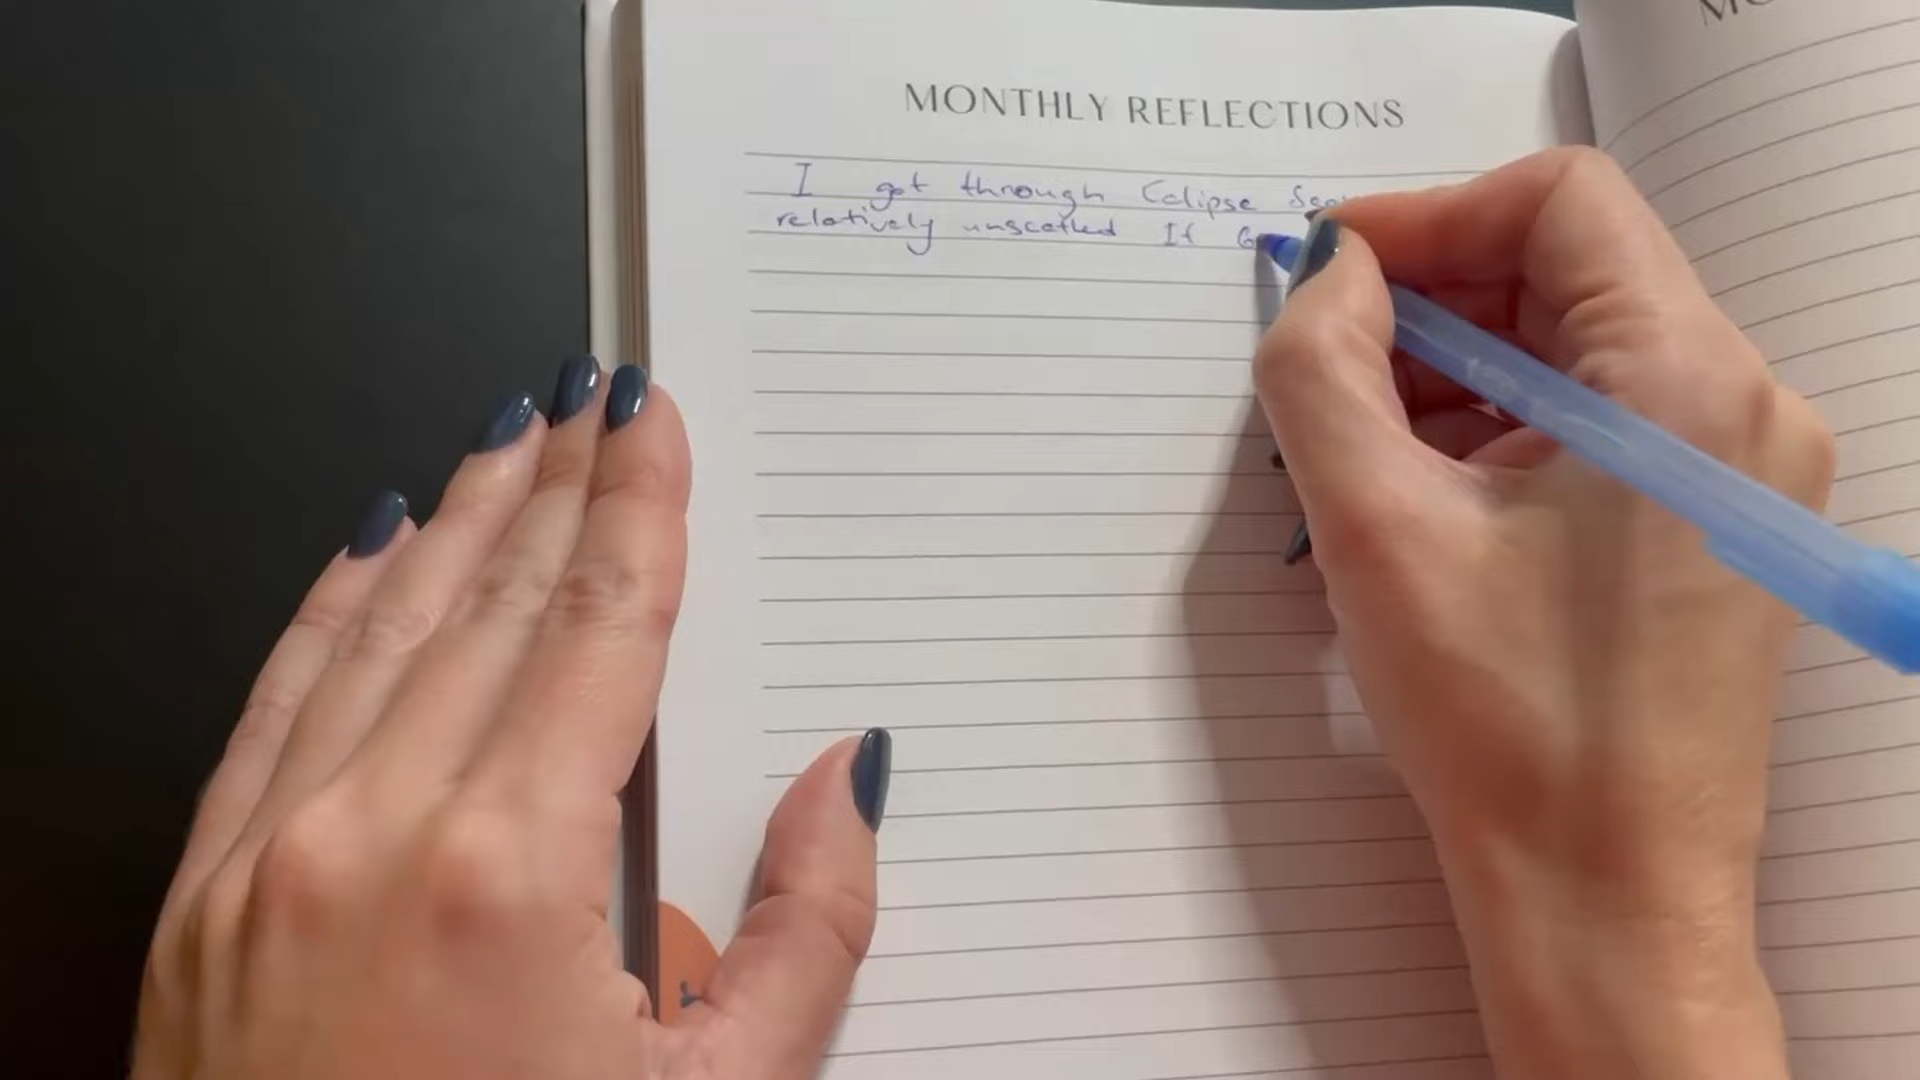 MONTHLY REFLECTIONS
I got through Eclipse
relatively unscathed It